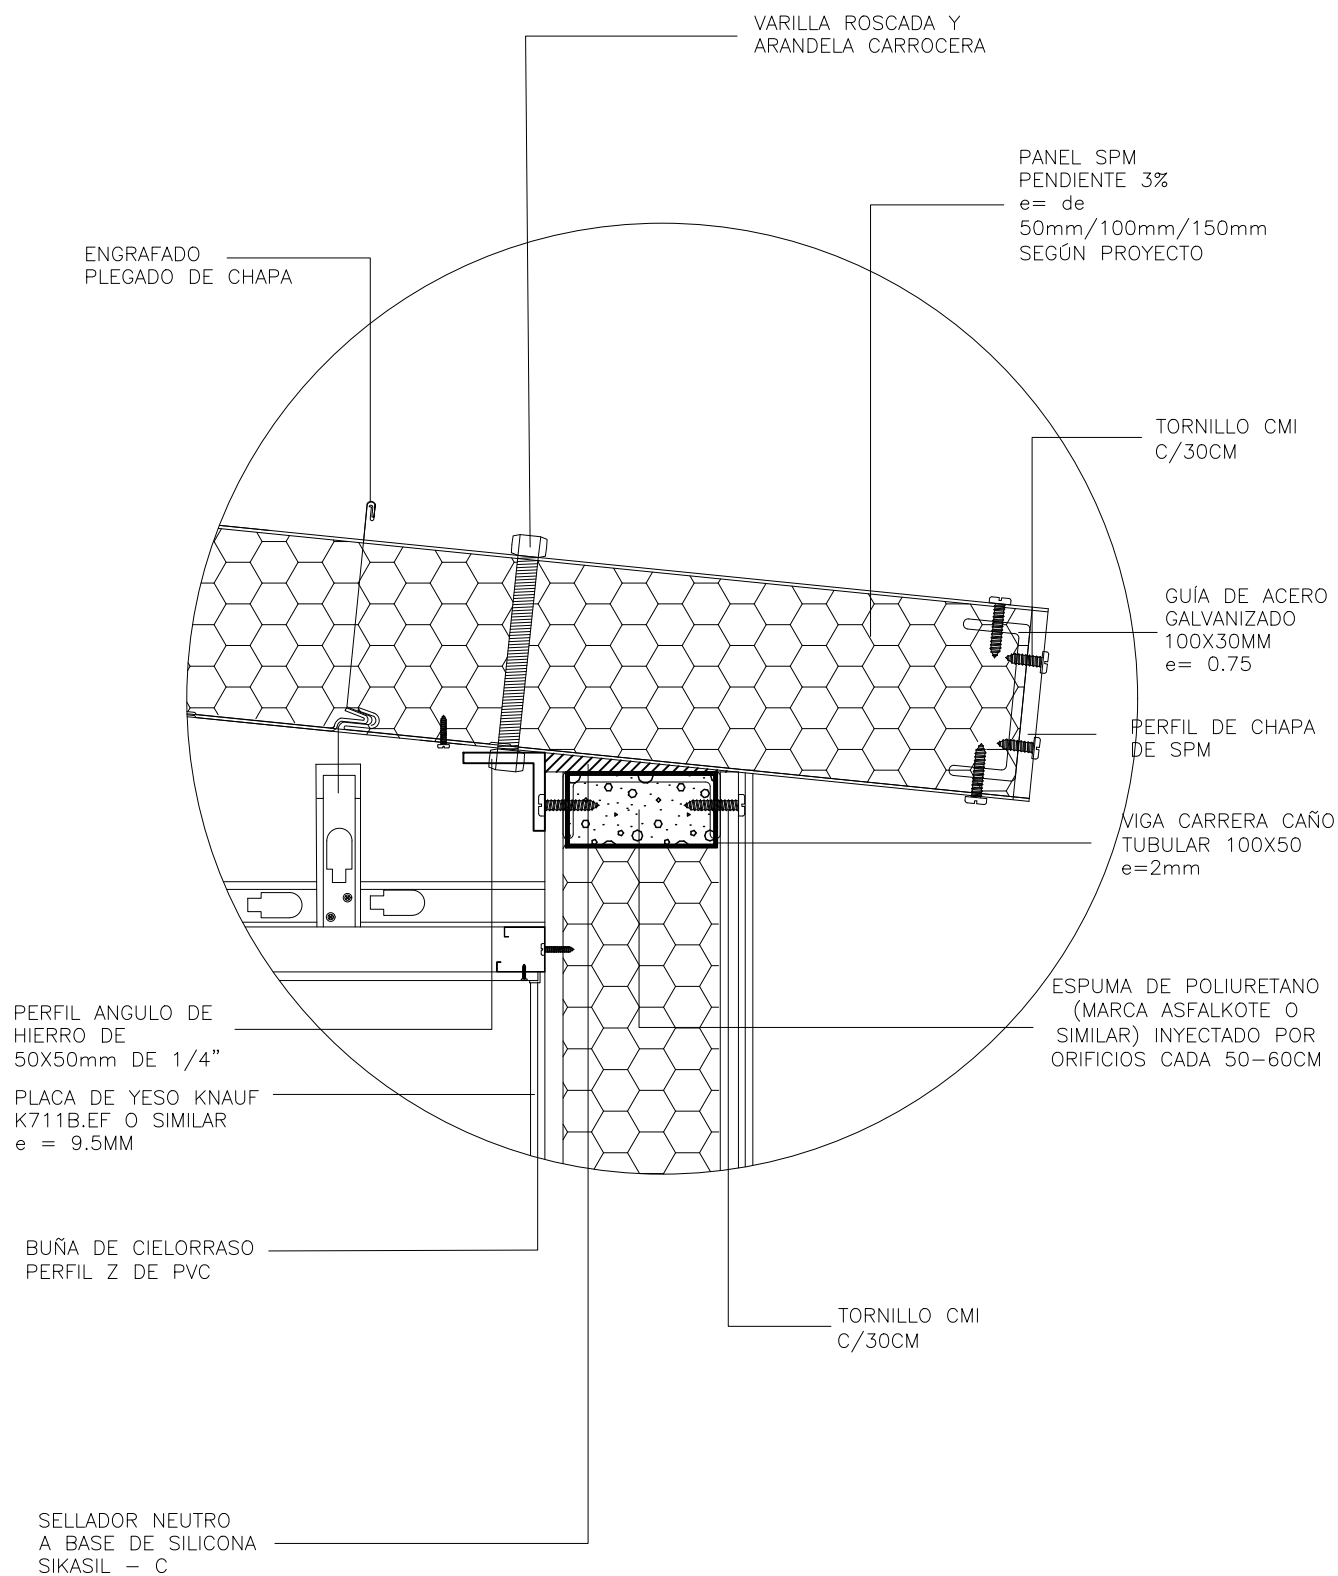 VARILLA ROSCADA Y
ARANDELA CARROCERA
PANEL SPM
PENDIENTE 3%
e= de
50mm/100mm/150mm
SEGÚN PROYECTO
ENGRAFADO
PLEGADO DE CHAPA
TORNILLO CMI
C/30CM
GUÍA DE ACERO
GALVANIZADO
100X30MM
e= 0.75
PERFIL DE CHAPA
DE SPM
VIGA CARRERA CAÑO
TUBULAR 100X50
e=2mm
ESPUMA DE POLIURETANO
(MARCA ASFALKOTE O
SIMILAR) INYECTADO POR
ORIFICIOS CADA 50-60CM
PERFIL ANGULO DE
HIERRO DE
50X50mm DE 1/4"
PLACA DE YESO KNAUF
K711B.EF O SIMILAR
e = 9.5MM
BUÑA DE CIELORRASO
PERFIL Z DE PVC
TORNILLO CMI
C/30CM
SELLADOR NEUTRO
A BASE DE SILICONA
SIKASIL - C